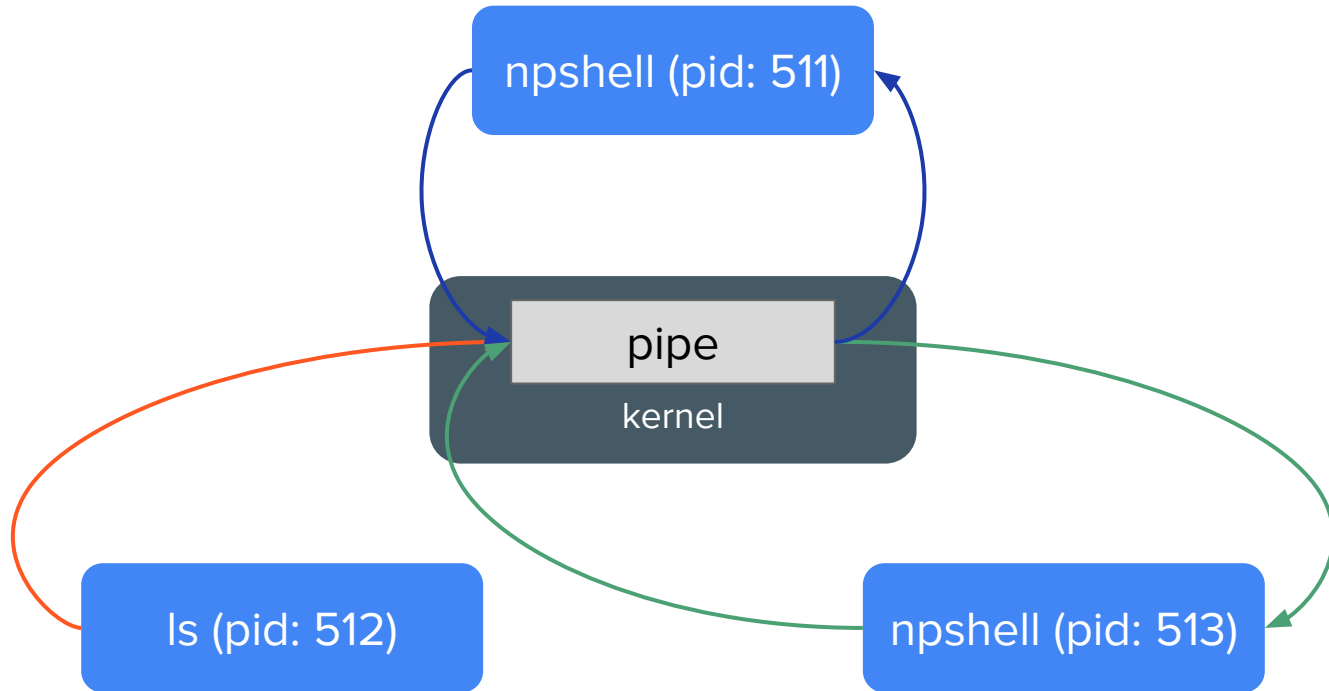 npshell (pid: 511)
pipe
kernel
ls (pid: 512)
npshell (pid: 513)